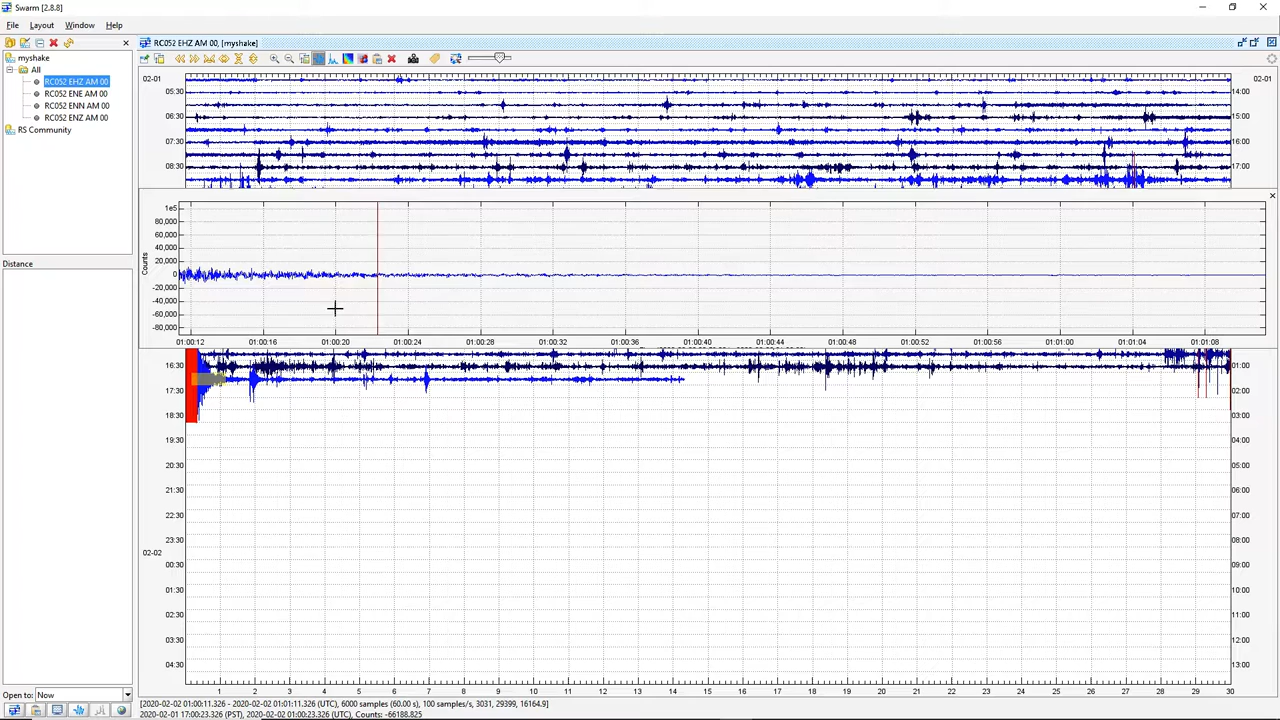 Swarm [2.8.8]
File Layout Window Help
myshake
All
RC052 EHZ AM 00
RC052 ENE AM 00
RC052 ENN AM 00
RC052 ENZ AM 00
RS Community
Distance
Open to: Now
RC052 EHZ AM 00, [myshake]
02-01 02-01
05:30 14:00
06:30 15:00
07:30 16:00
08:30 17:00
Counts
1e5
80,000
60,000
40,000
20,000
0
-20,000
-40,000
-60,000
-80,000
01:00:12 01:00:16 01:00:20 01:00:24 01:00:28 01:00:32 01:00:36 01:00:40 01:00:44 01:00:48 01:00:52 01:00:56 01:01:00 01:01:04 01:01:08
16:30 01:00
17:30 02:00
18:30 03:00
19:30 04:00
20:30 05:00
21:30 06:00
22:30 07:00
23:30 08:00
02-02
00:30 09:00
01:30 10:00
02:30 11:00
03:30 12:00
04:30 13:00
1 2 3 4 5 6 7 8 9 10 11 12 13 14 15 16 17 18 19 20 21 22 23 24 25 26 27 28 29 30
[2020-02-02 01:00:11.326 - 2020-02-02 01:01:11.326 (UTC), 6000 samples (60.00 s), 100 samples/s, 3031, 29399, 16164.9]
2020-02-01 17:00:23.326 (PST), 2020-02-02 01:00:23.326 (UTC), Counts: -66188.825